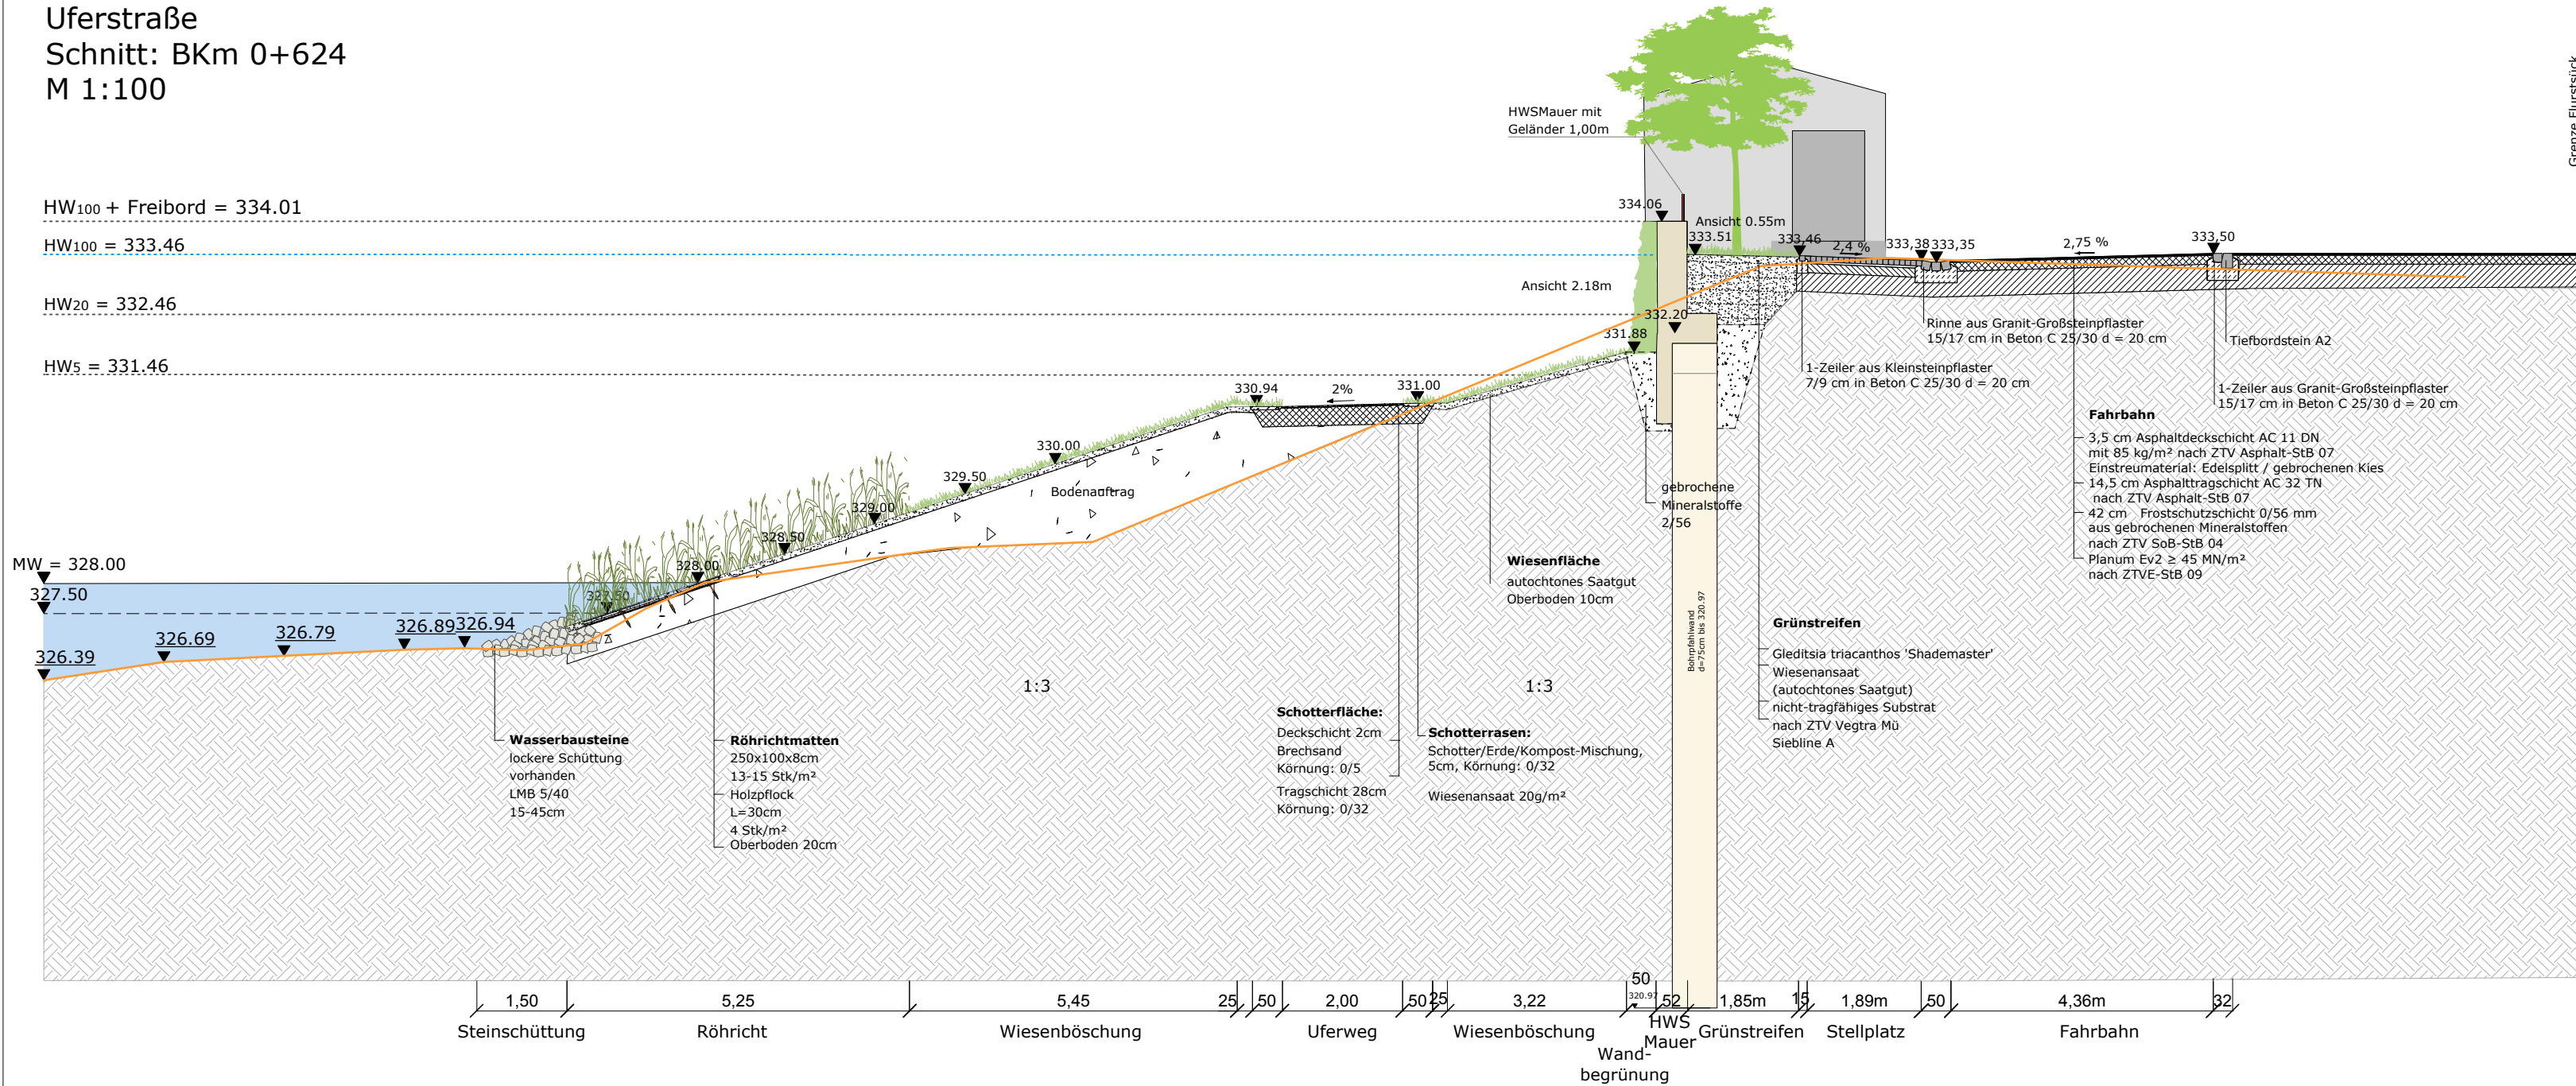 Uferstraße
Schnitt: BKm 0+624
M 1:100
Grenze Flurstück
HWSMauer mit
Geländer 1,00m
HW100 + Freibord = 334.01
334.06
Ansicht 0.55m
HW100 = 333.46
333.51
333,46
2,4 %
333,38
333,35
2,75 %
333,50
Ansicht 2.18m
HW20 = 332.46
332.20
331.88
Rinne aus Granit-Großsteinpflaster
15/17 cm in Beton C 25/30 d = 20 cm
Tiefbordstein A2
HW5 = 331.46
1-Zeiler aus Kleinsteinpflaster
7/9 cm in Beton C 25/30 d = 20 cm
330.94
2%
331.00
1-Zeiler aus Granit-Großsteinpflaster
15/17 cm in Beton C 25/30 d = 20 cm
Fahrbahn
3,5 cm Asphaltdeckschicht AC 11 DN
mit 85 kg/m² nach ZTV Asphalt-StB 07
Einstreumaterial: Edelsplitt / gebrochenen Kies
14,5 cm Asphalttragschicht AC 32 TN
nach ZTV Asphalt-StB 07
42 cm Frostschutzschicht 0/56 mm
aus gebrochenen Mineralstoffen
nach ZTV SoB-StB 04
Planum Ev2 ≥ 45 MN/m²
nach ZTVE-StB 09
330.00
329.50
Bodenauftrag
329.00
328.50
328.00
327.50
gebrochene
Mineralstoffe
2/56
MW = 328.00
327.50
326.39
326.69
326.79
326.89
326.94
Wiesenfläche
autochtones Saatgut
Oberboden 10cm
Bohrpfahlwand
d=75cm bis 320.97
Grünstreifen
Gleditsia triacanthos 'Shademaster'
Wiesenansaat
(autochtones Saatgut)
nicht-tragfähiges Substrat
nach ZTV Vegtra Mü
Siebline A
1:3
1:3
Wasserbausteine
lockere Schüttung
vorhanden
LMB 5/40
15-45cm
Röhrichtmatten
250x100x8cm
13-15 Stk/m²
Holzpflock
L=30cm
4 Stk/m²
Oberboden 20cm
Schotterfläche:
Deckschicht 2cm
Brechsand
Körnung: 0/5
Tragschicht 28cm
Körnung: 0/32
Schotterrasen:
Schotter/Erde/Kompost-Mischung,
5cm, Körnung: 0/32
Wiesenansaat 20g/m²
50
320.97
1,50
5,25
5,45
25
50
2,00
50
25
3,22
52
1,85m
15
1,89m
50
4,36m
32
Steinschüttung
Röhricht
Wiesenböschung
Uferweg
Wiesenböschung
Wand-
begrünung
HWS
Mauer
Grünstreifen
Stellplatz
Fahrbahn